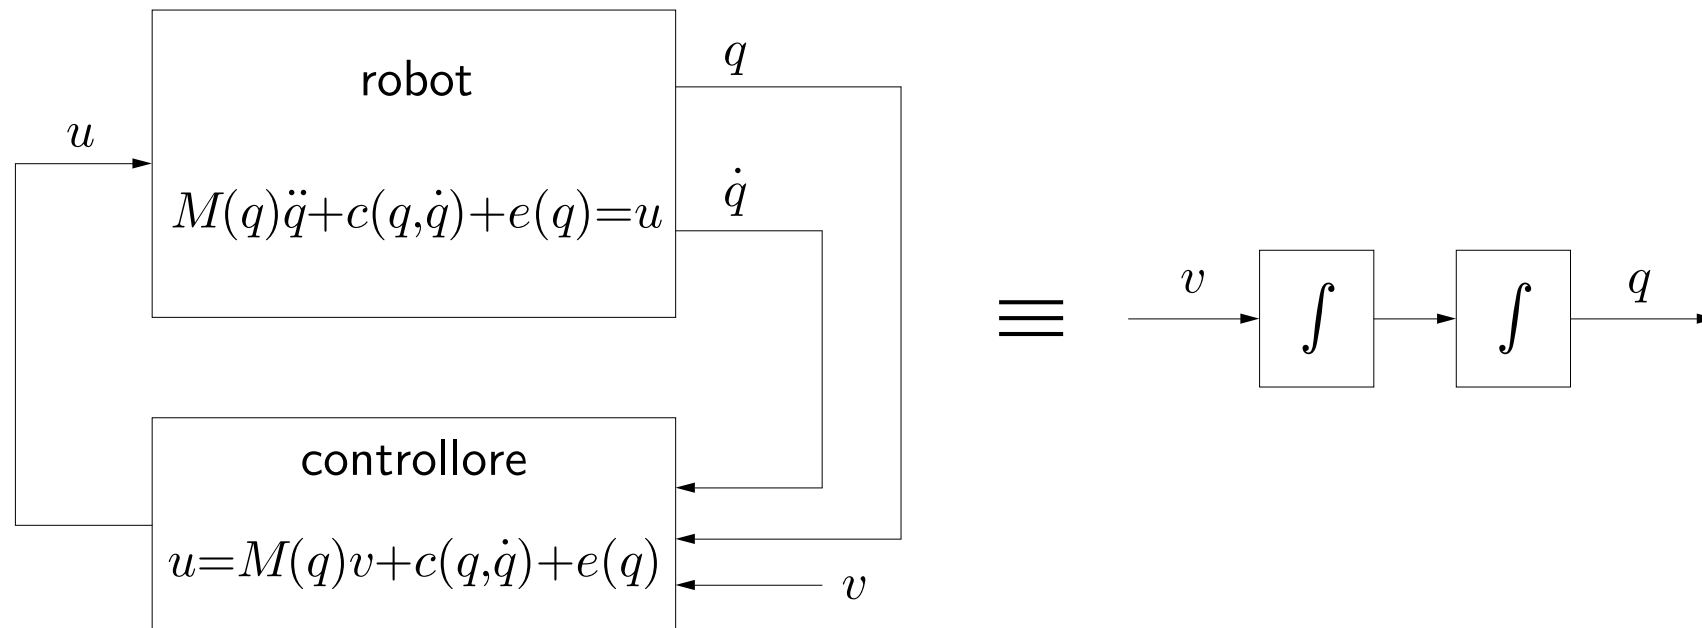 q
robot
u
q̇
M(q)q̈+c(q,q̇)+e(q)=u
≡
v
∫
∫
q
controllore
u=M(q)v+c(q,q̇)+e(q)
v